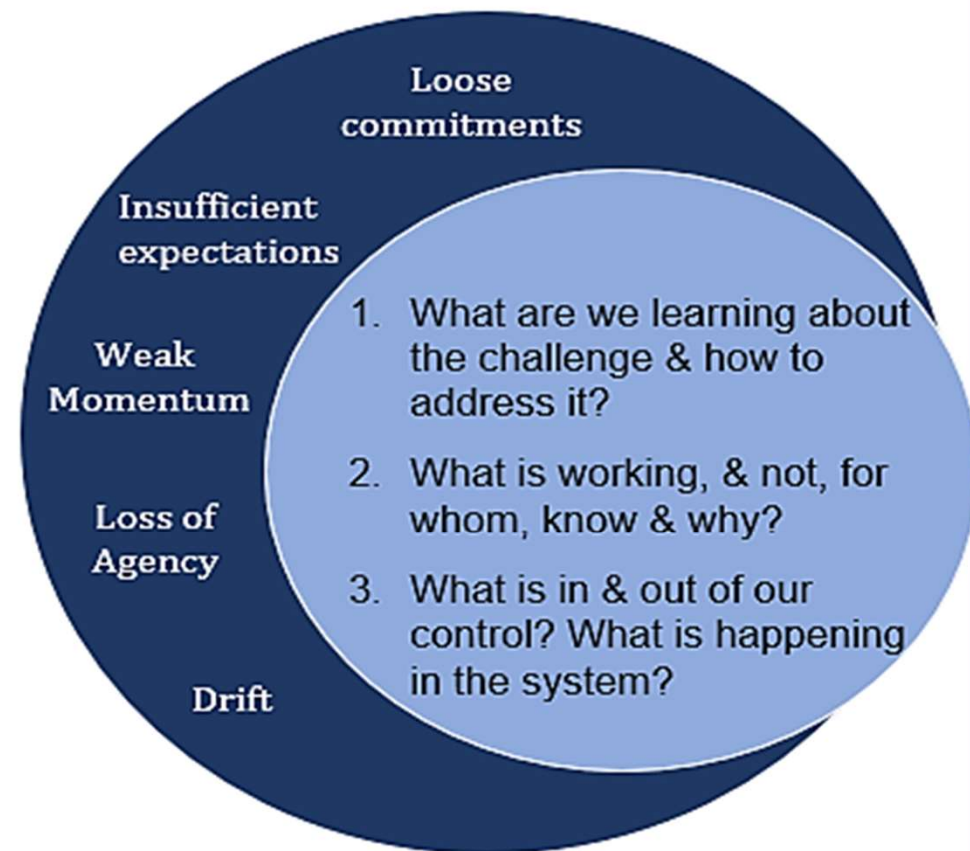 Loose
commitments
Insufficient
expectations
Weak
Momentum
Loss of
Agency
Drift
1. What are we learning about
the challenge & how to
address it?
2. What is working, & not, for
whom, know & why?
3. What is in & out of our
control? What is happening
in the system?